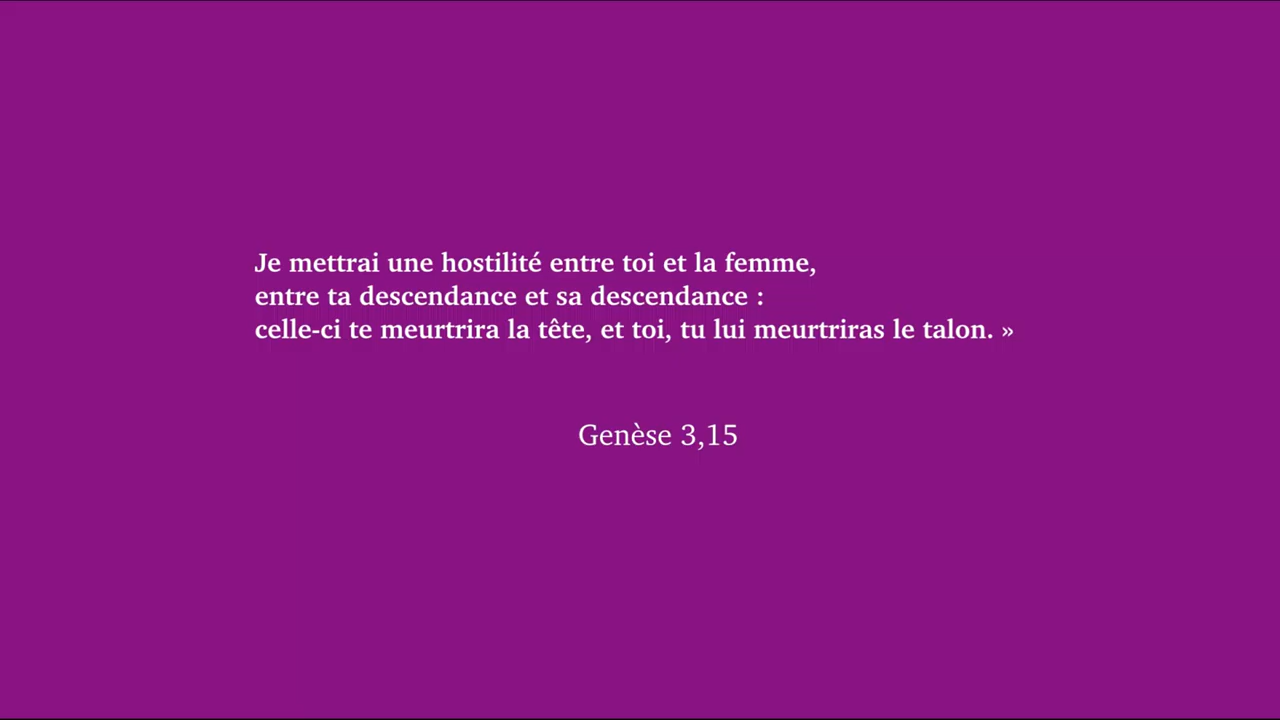 Je mettrai une hostilité entre toi et la femme,
entre ta descendance et sa descendance :
celle-ci te meurtrira la tête, et toi, tu lui meurtriras le talon. »
Genèse 3,15